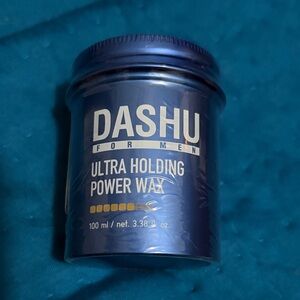 DASHU
FOR MEN
ULTRA HOLDING
POWER WAX
100 ml / net. 3.38 fl. oz.